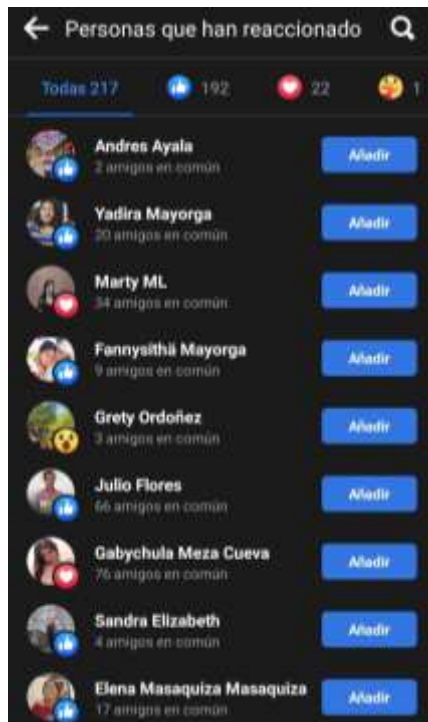 Personas que han reaccionado
Todas 217 192 22 1
Andres Ayala
2 amigos en común
Añadir
Yadira Mayorga
20 amigos en común
Añadir
Marty ML
34 amigos en común
Añadir
Fannysithä Mayorga
9 amigos en común
Añadir
Grety Ordoñez
3 amigos en común
Añadir
Julio Flores
66 amigos en común
Añadir
Gabychula Meza Cueva
76 amigos en común
Añadir
Sandra Elizabeth
4 amigos en común
Añadir
Elena Masaquiza Masaquiza
17 amigos en común
Añadir